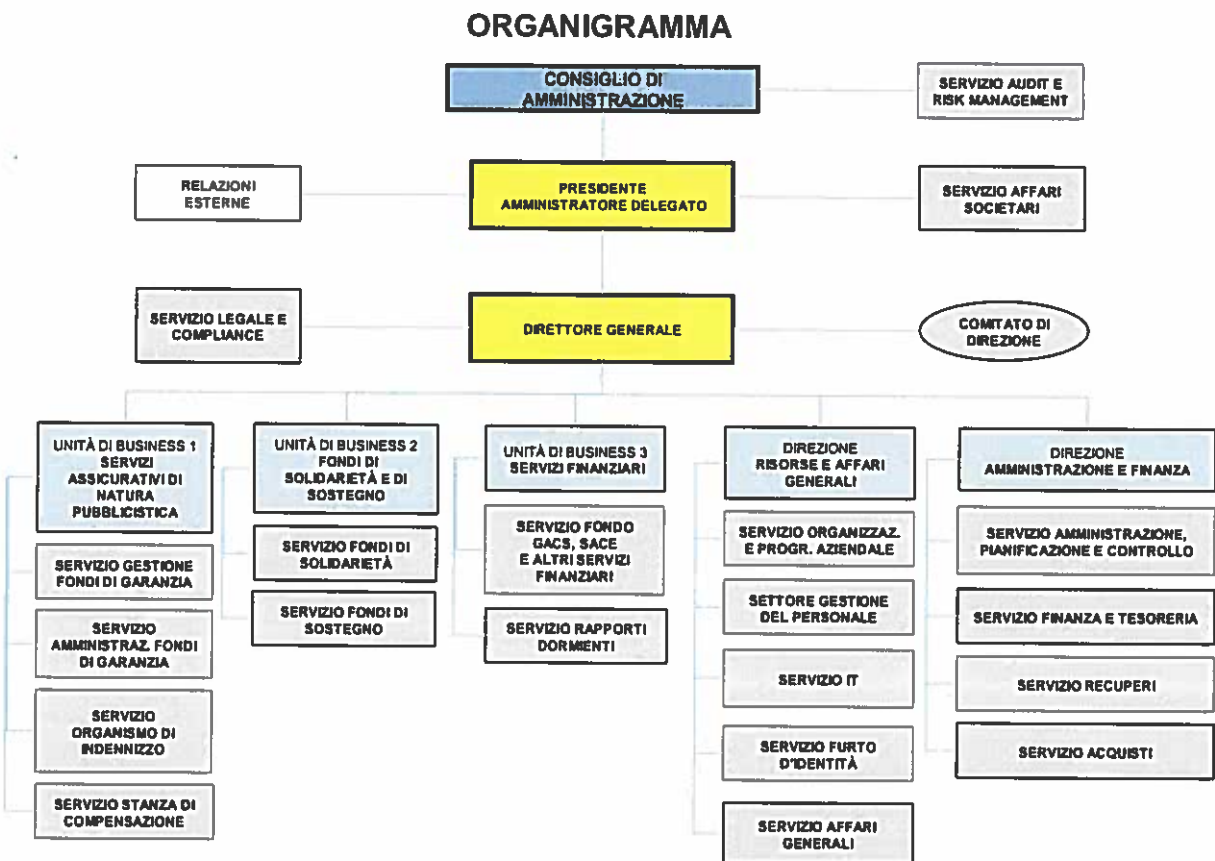 ORGANIGRAMMA
CONSIGLIO DI
AMMINISTRAZIONE
SERVIZIO AUDIT E
RISK MANAGEMENT
RELAZIONI
ESTERNE
PRESIDENTE
AMMINISTRATORE DELEGATO
SERVIZIO AFFARI
SOCIETARI
SERVIZIO LEGALE E
COMPLIANCE
DIRETTORE GENERALE
COMITATO DI
DIREZIONE
UNITÀ DI BUSINESS 1
SERVIZI
ASSICURATIVI DI
NATURA
PUBBLICISTICA
SERVIZIO GESTIONE
FONDI DI GARANZIA
SERVIZIO
AMMINISTRAZ. FONDI
DI GARANZIA
SERVIZIO
ORGANISMO DI
INDENNIZZO
SERVIZIO STANZA DI
COMPENSAZIONE
UNITÀ DI BUSINESS 2
FONDI DI
SOLIDARIETÀ E DI
SOSTEGNO
SERVIZIO FONDI DI
SOLIDARIETÀ
SERVIZIO FONDI DI
SOSTEGNO
UNITÀ DI BUSINESS 3
SERVIZI FINANZIARI
SERVIZIO FONDO
GACS, SACE
E ALTRI SERVIZI
FINANZIARI
SERVIZIO RAPPORTI
DORMIENTI
DIREZIONE
RISORSE E AFFARI
GENERALI
SERVIZIO ORGANIZZAZ.
E PROGR. AZIENDALE
SETTORE GESTIONE
DEL PERSONALE
SERVIZIO IT
SERVIZIO FURTO
D'IDENTITÀ
SERVIZIO AFFARI
GENERALI
DIREZIONE
AMMINISTRAZIONE E FINANZA
SERVIZIO AMMINISTRAZIONE,
PIANIFICAZIONE E CONTROLLO
SERVIZIO FINANZA E TESORERIA
SERVIZIO RECUPERI
SERVIZIO ACQUISTI